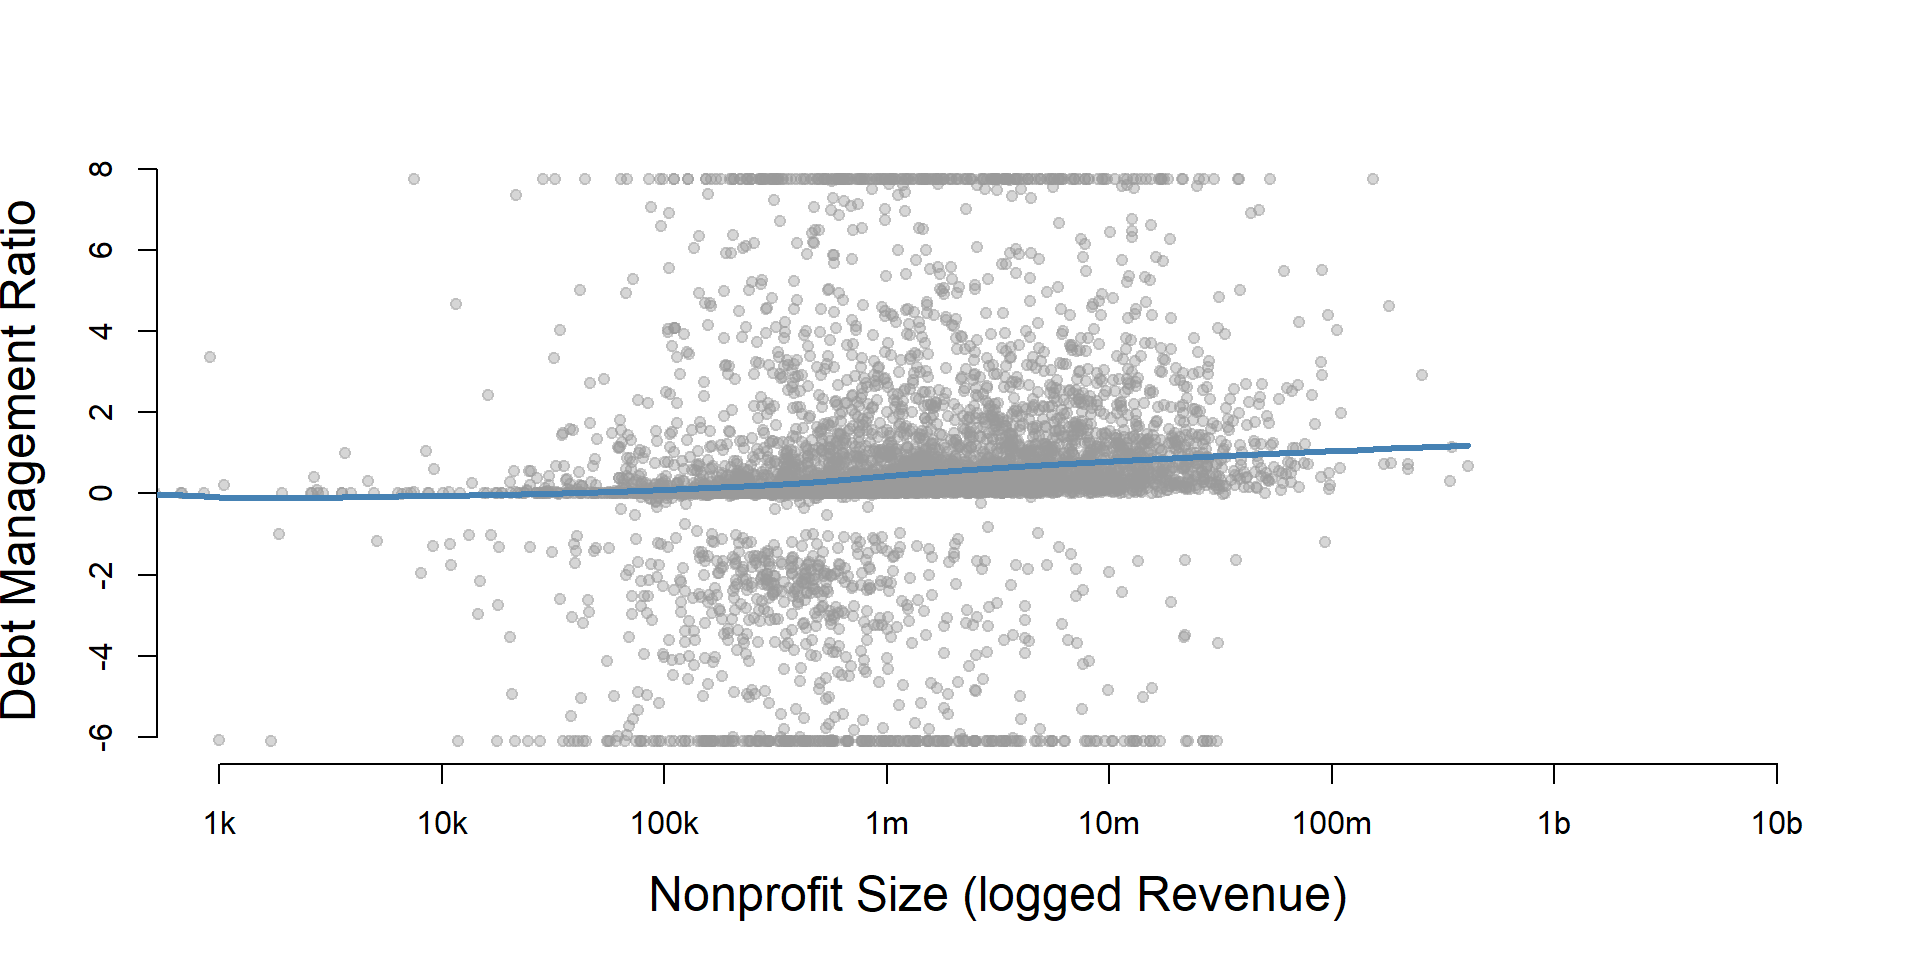 Debt Management Ratio
8
6
4
2
0
-2
-4
-6
1k 10k 100k 1m 10m 100m 1b 10b
Nonprofit Size (logged Revenue)